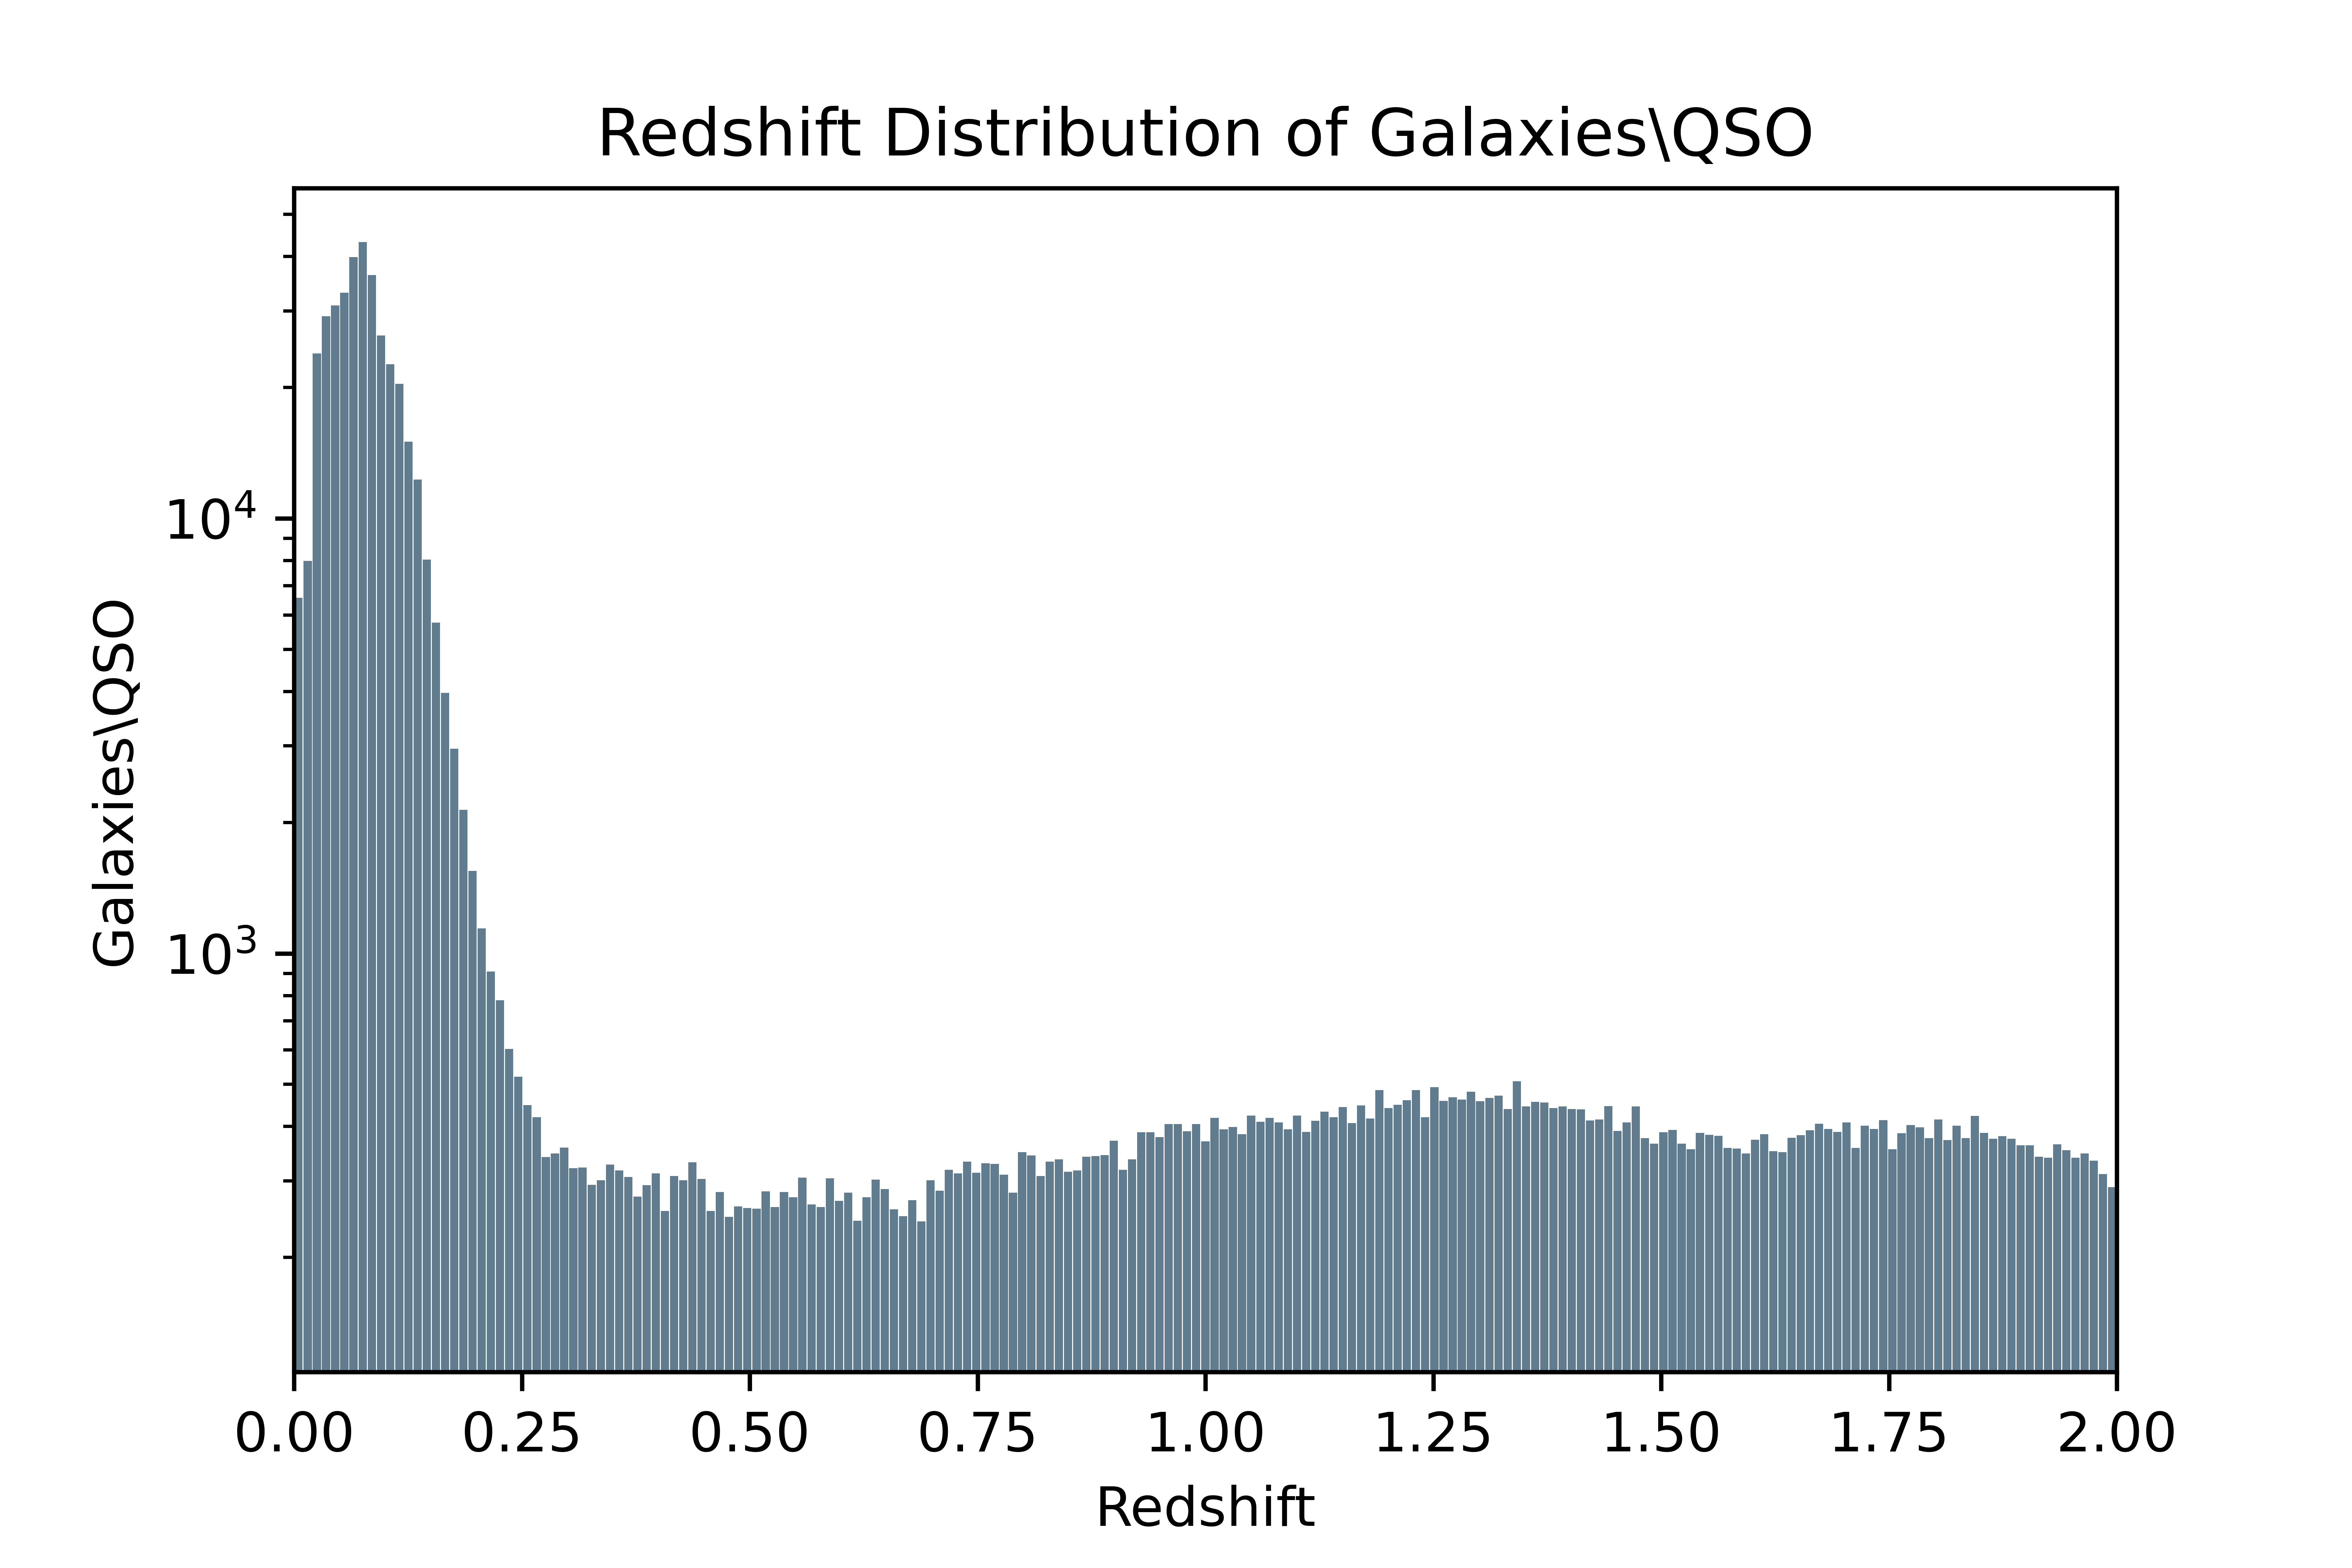 Redshift Distribution of Galaxies\QSO
Galaxies\QSO
10⁴
10³
0.00 0.25 0.50 0.75 1.00 1.25 1.50 1.75 2.00
Redshift